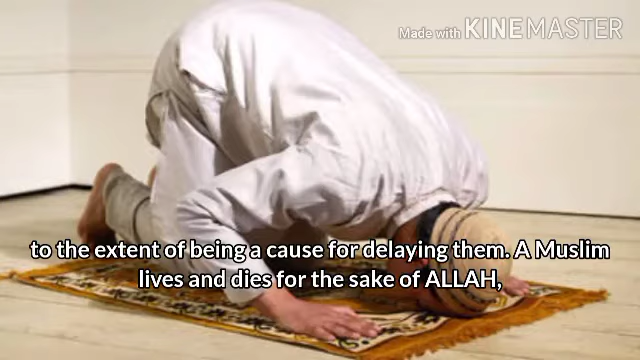 Made with KINEMASTER
to the extent of being a cause for delaying them. A Muslim
lives and dies for the sake of ALLAH,